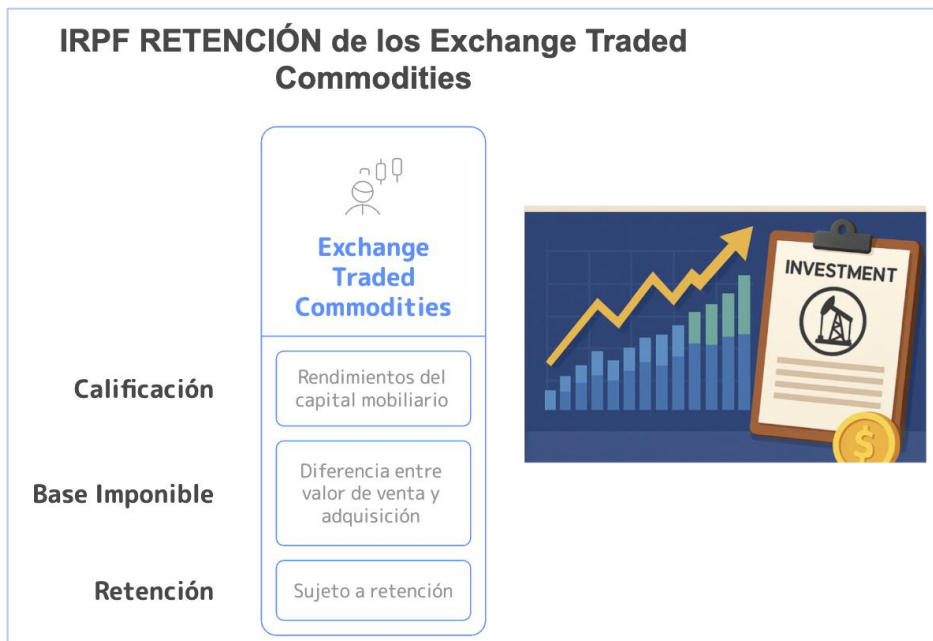 IRPF RETENCIÓN de los Exchange Traded
Commodities
Exchange
Traded
Commodities
Calificación
Rendimientos del
capital mobiliario
Base Imponible
Diferencia entre
valor de venta y
adquisición
Retención
Sujeto a retención
INVESTMENT
$